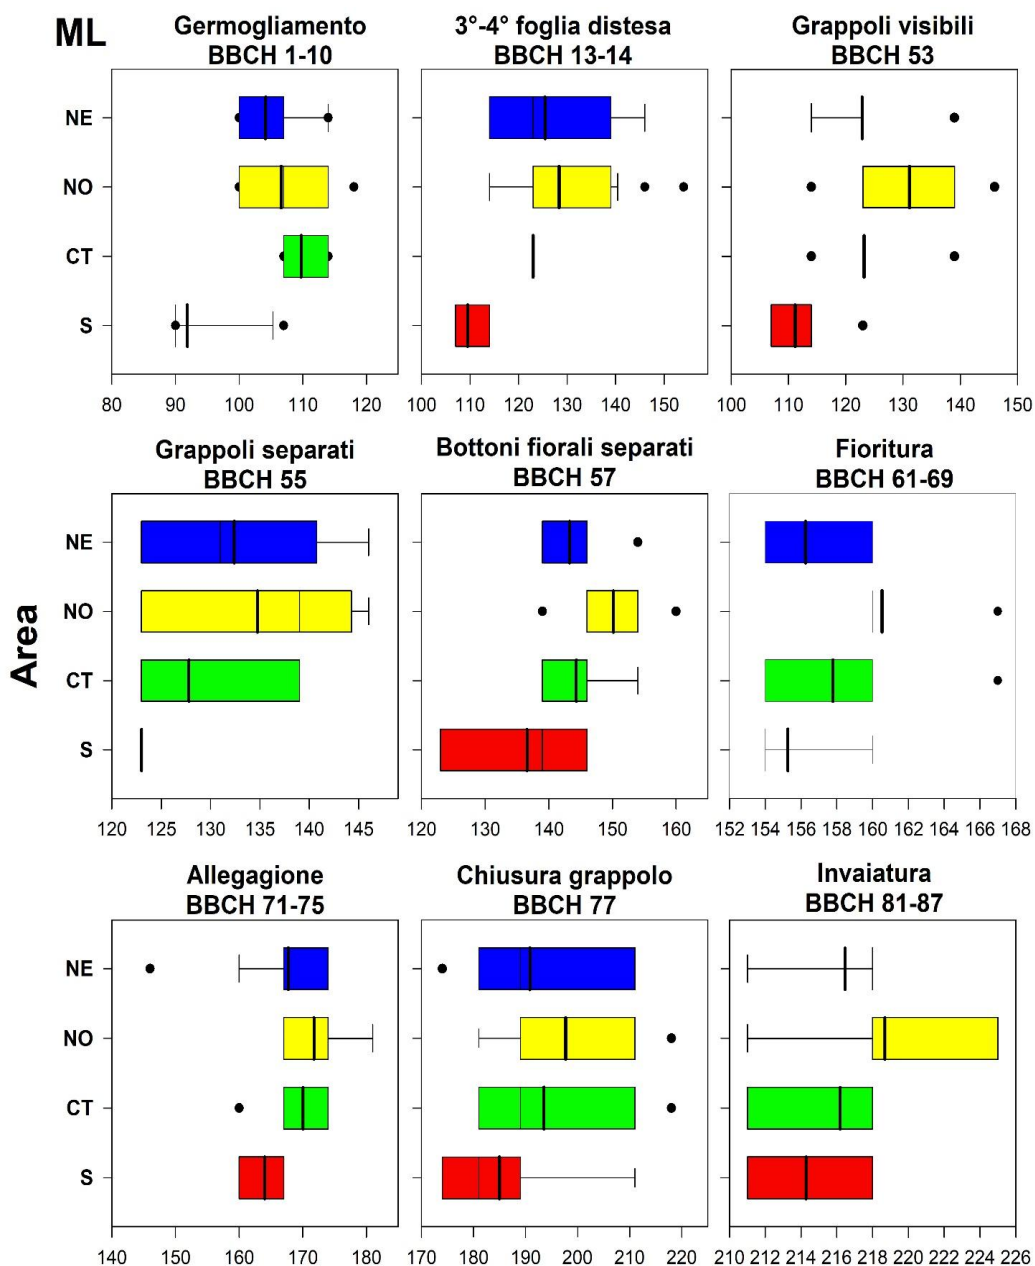 ML
Germogliamento
BBCH 1-10
3°-4° foglia distesa
BBCH 13-14
Grappoli visibili
BBCH 53
NE
NO
CT
S
80 90 100 110 120
100 110 120 130 140 150
100 110 120 130 140 150
Grappoli separati
BBCH 55
Bottoni fiorali separati
BBCH 57
Fioritura
BBCH 61-69
Area
NE
NO
CT
S
120 125 130 135 140 145
120 130 140 150 160
152 154 156 158 160 162 164 166 168
Allegagione
BBCH 71-75
Chiusura grappolo
BBCH 77
Invaiatura
BBCH 81-87
NE
NO
CT
S
140 150 160 170 180
170 180 190 200 210 220
210 212 214 216 218 220 222 224 226